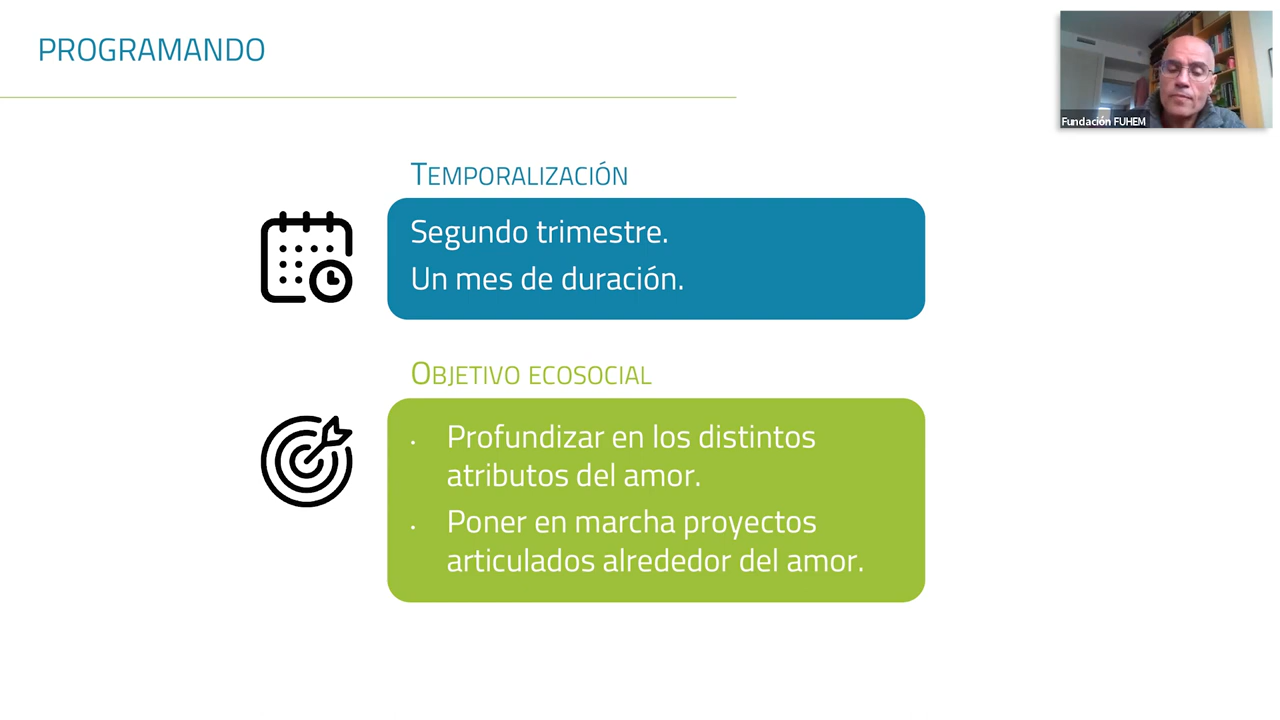 PROGRAMANDO
Fundación FUHEM
TEMPORALIZACIÓN
Segundo trimestre.
Un mes de duración.
OBJETIVO ECOSOCIAL
· Profundizar en los distintos
atributos del amor.
· Poner en marcha proyectos
articulados alrededor del amor.